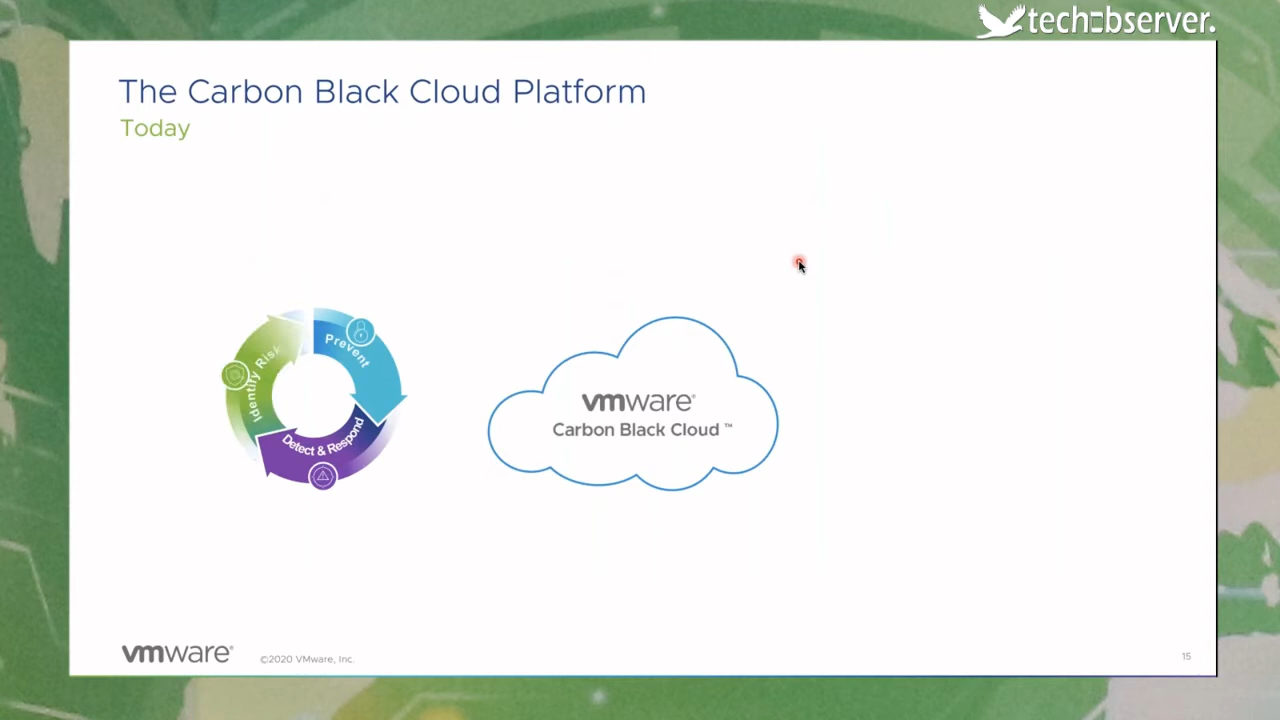 techobserver.
The Carbon Black Cloud Platform
Today
Identify Risk
Prevent
Detect & Respond
vmware®
Carbon Black Cloud ™
vmware®
©2020 VMware, Inc.
15